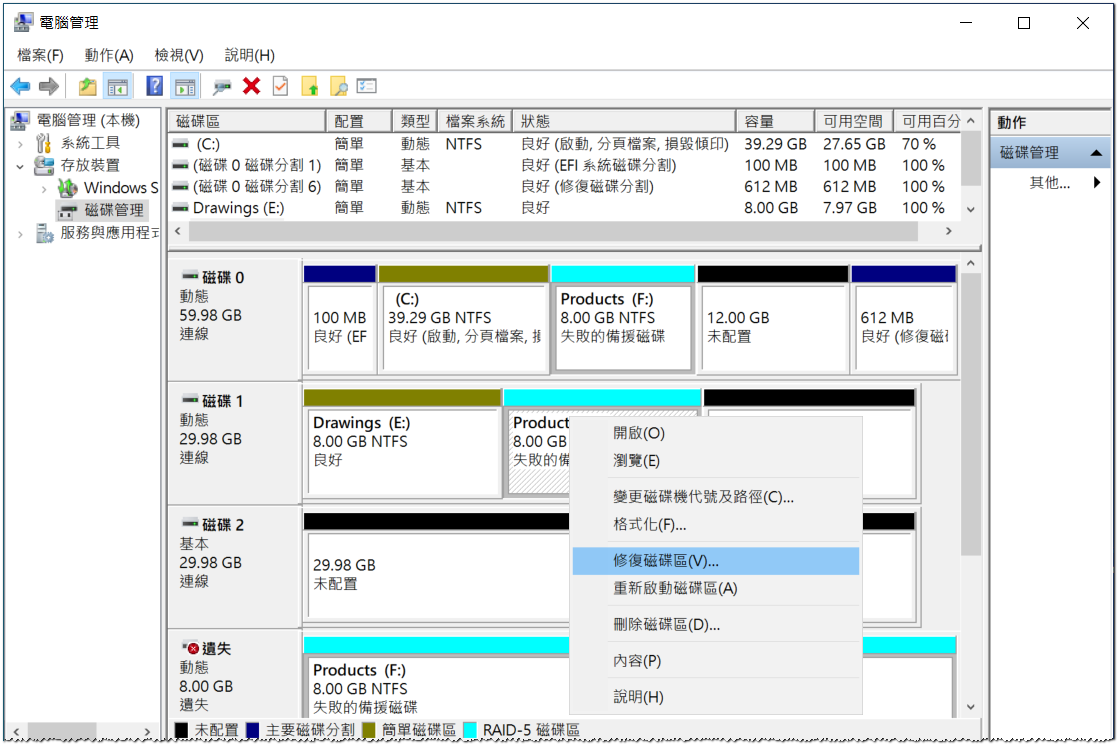 電腦管理
檔案(F) 動作(A) 檢視(V) 說明(H)
電腦管理 (本機)
系統工具
存放裝置
Windows S
磁碟管理
服務與應用程式
磁碟區 配置 類型 檔案系統 狀態 容量 可用空間 可用百分
(C:) 簡單 動態 NTFS 良好 (啟動, 分頁檔案, 損毀傾印) 39.29 GB 27.65 GB 70 %
(磁碟 0 磁碟分割 1) 簡單 基本 良好 (EFI 系統磁碟分割) 100 MB 100 MB 100 %
(磁碟 0 磁碟分割 6) 簡單 基本 良好 (修復磁碟分割) 612 MB 612 MB 100 %
Drawings (E:) 簡單 動態 NTFS 良好 8.00 GB 7.97 GB 100 %
磁碟 0
動態
59.98 GB
連線
100 MB
良好 (EF
(C:)
39.29 GB NTFS
良好 (啟動, 分頁檔案, 損
Products (F:)
8.00 GB NTFS
失敗的備援磁碟
12.00 GB
未配置
612 MB
良好 (修復磁碟
磁碟 1
動態
29.98 GB
連線
Drawings (E:)
8.00 GB NTFS
良好
Product
8.00 GB
失敗的備
磁碟 2
基本
29.98 GB
連線
29.98 GB
未配置
遺失
動態
8.00 GB
遺失
Products (F:)
8.00 GB NTFS
失敗的備援磁碟
開啟(O)
瀏覽(E)
變更磁碟機代號及路徑(C)...
格式化(F)...
修復磁碟區(V)...
重新啟動磁碟區(A)
刪除磁碟區(D)...
內容(P)
說明(H)
未配置 主要磁碟分割 簡單磁碟區 RAID-5 磁碟區
動作
磁碟管理
其他...